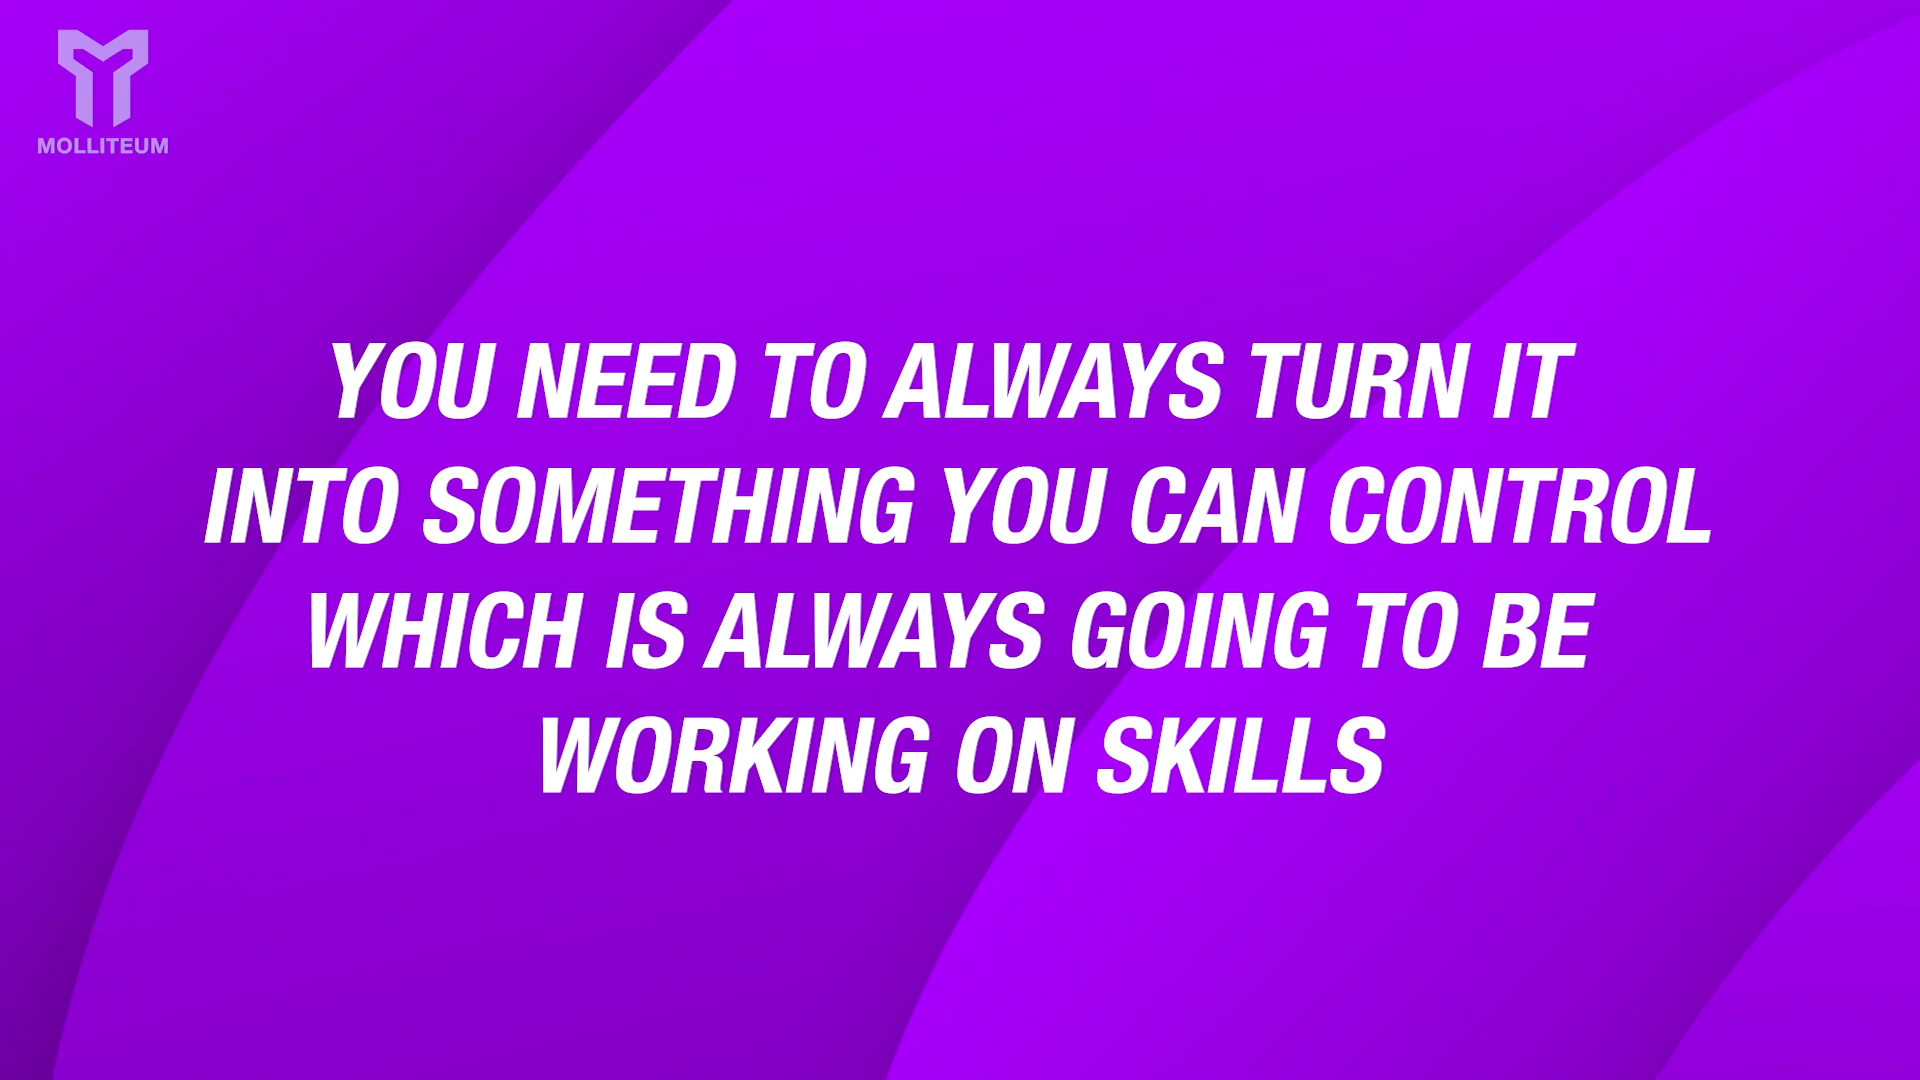 MOLLITEUM
YOU NEED TO ALWAYS TURN IT
INTO SOMETHING YOU CAN CONTROL
WHICH IS ALWAYS GOING TO BE
WORKING ON SKILLS